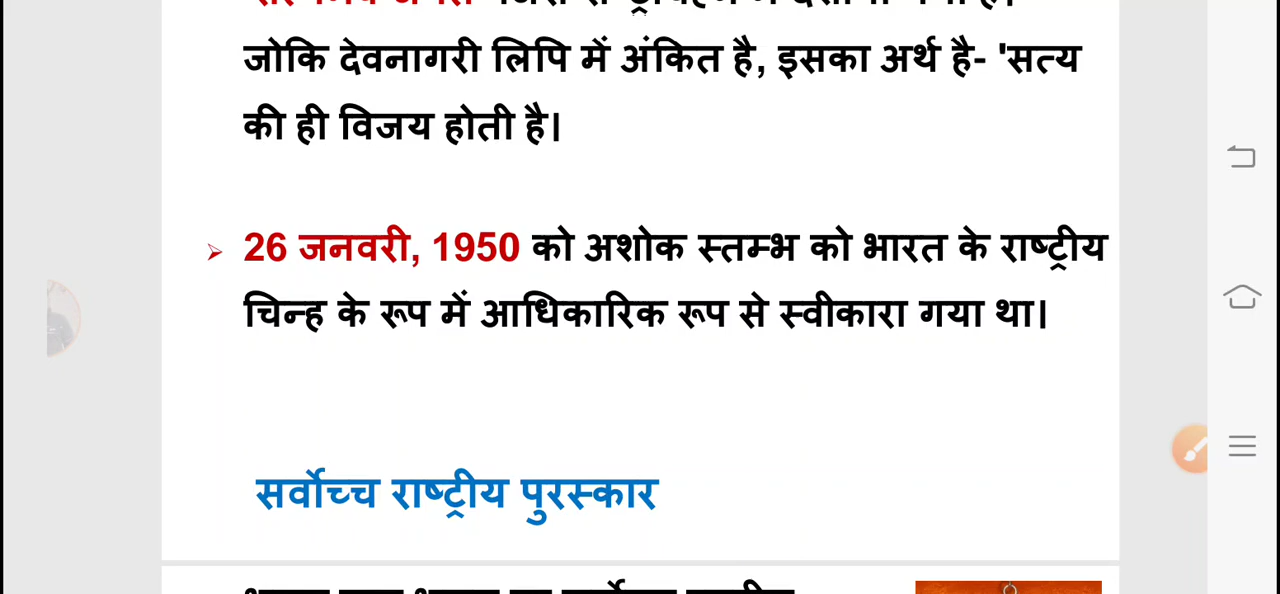 जोकि देवनागरी लिपि में अंकित है, इसका अर्थ है- 'सत्य
की ही विजय होती है।
26 जनवरी, 1950 को अशोक स्तम्भ को भारत के राष्ट्रीय
चिन्ह के रूप में आधिकारिक रूप से स्वीकारा गया था।
सर्वोच्च राष्ट्रीय पुरस्कार